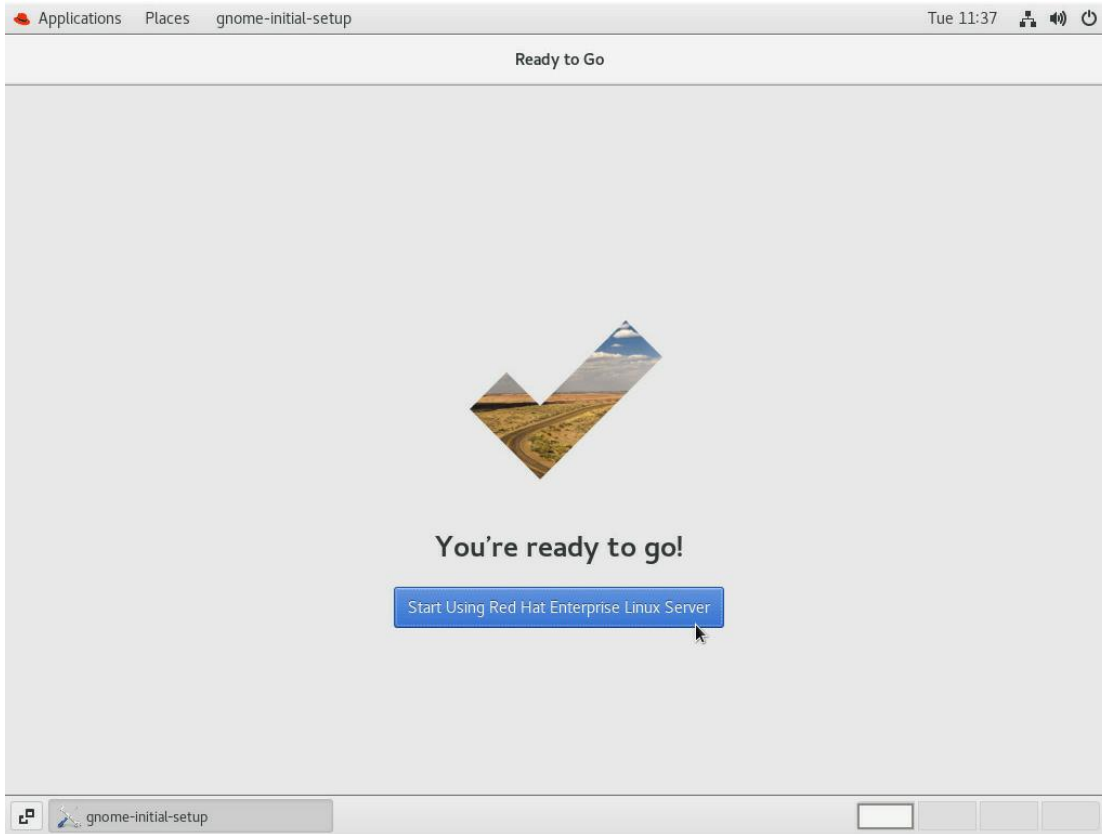 Applications Places gnome-initial-setup Tue 11:37
Ready to Go
You're ready to go!
Start Using Red Hat Enterprise Linux Server
gnome-initial-setup